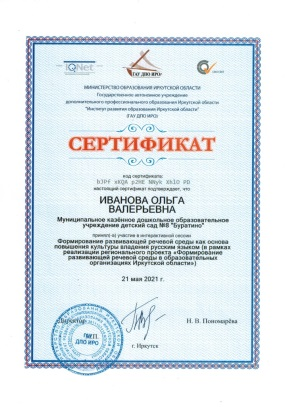 IQNet
ГАУ ДПО ИРО
МИНИСТЕРСТВО ОБРАЗОВАНИЯ ИРКУТСКОЙ ОБЛАСТИ
Государственное автономное учреждение
дополнительного профессионального образования Иркутской области
"Институт развития образования Иркутской области"
(ГАУ ДПО ИРО)
СЕРТИФИКАТ
код сертификата:
настоящий сертификат подтверждает, что
ИВАНОВА ОЛЬГА
ВАЛЕРЬЕВНА
Муниципальное казённое дошкольное образовательное
учреждение детский сад №8 "Буратино"
принял(-а) участие в интерактивной сессии
Формирование развивающей речевой среды как основа
повышения культуры владения русским языком (в рамках
реализации регионального проекта «Формирование
развивающей речевой среды в образовательных
организациях Иркутской области»)
21 мая 2021 г.
Директор
Н. В. Пономарёва
ДПО ИРО
г. Иркутск